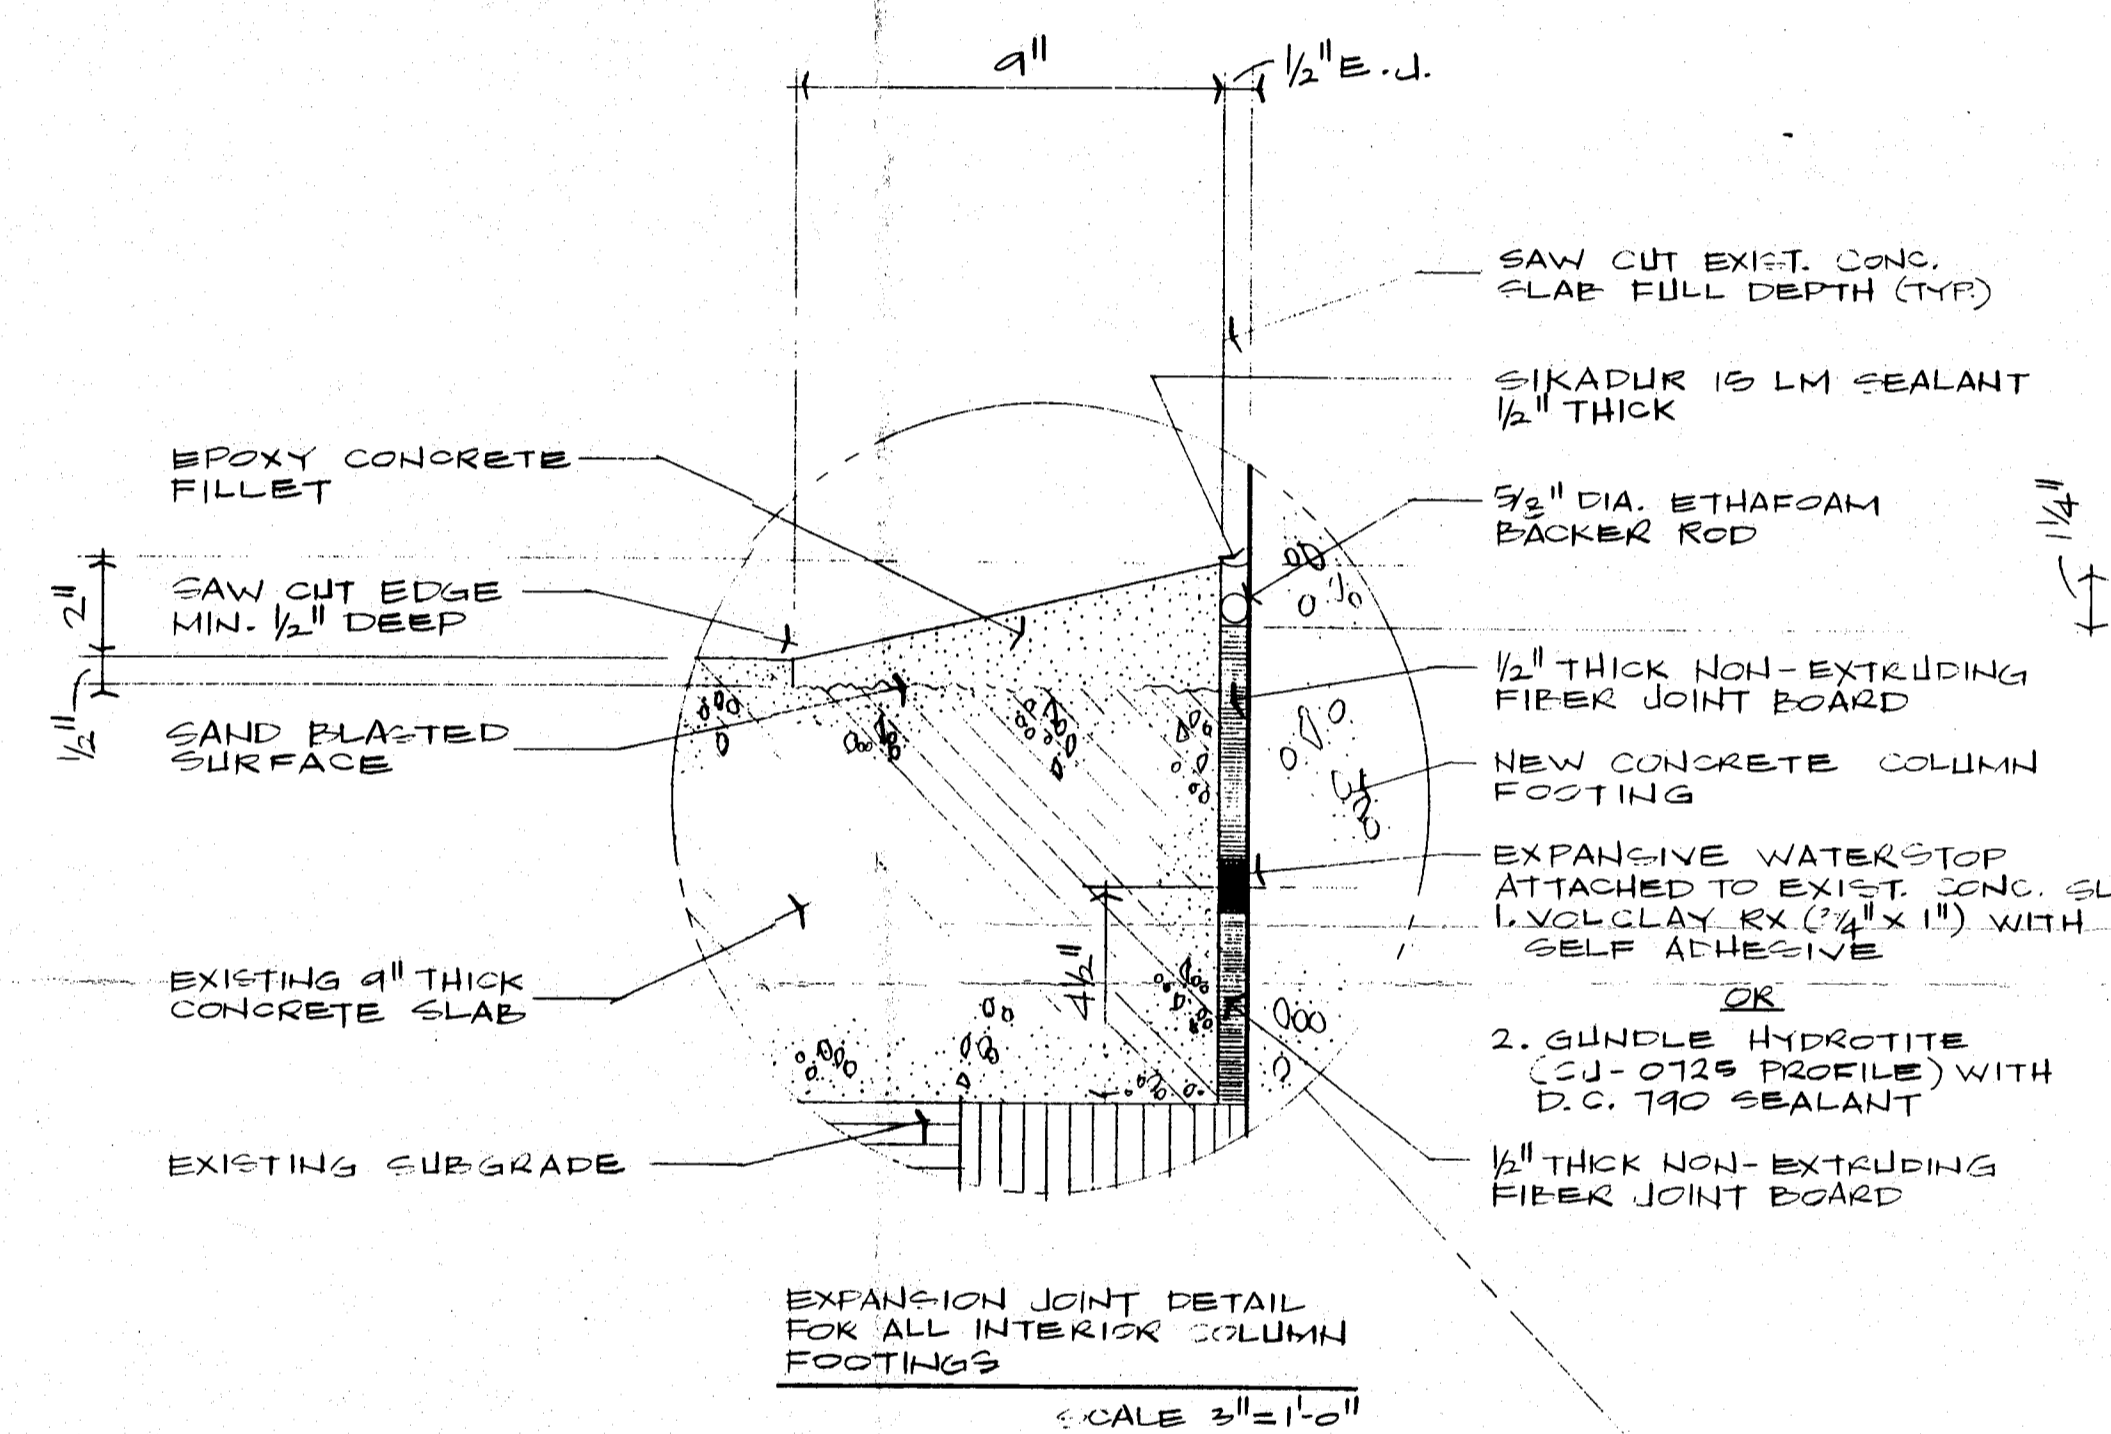 9"
1/2" E.J.
SAW CUT EXIST. CONC.
SLAB FULL DEPTH (TYP.)
SIKADUR 15 LM SEALANT
1/2" THICK
EPOXY CONCRETE
FILLET
5/8" DIA. ETHAFOAM
BACKER ROD
1 1/4"
2"
SAW CUT EDGE
MIN. 1/2" DEEP
1/2" THICK NON-EXTRUDING
FIBER JOINT BOARD
1/2"
SAND BLASTED
SURFACE
NEW CONCRETE COLUMN
FOOTING
EXPANSIVE WATERSTOP
ATTACHED TO EXIST. CONC. SL
1. VOLCLAY RX (3/4" X 1") WITH
SELF ADHESIVE
4 1/2"
EXISTING 9" THICK
CONCRETE SLAB
OR
2. GUNDLE HYDROTITE
(CJ-0725 PROFILE) WITH
D.C. 790 SEALANT
EXISTING SUBGRADE
1/2" THICK NON-EXTRUDING
FIBER JOINT BOARD
EXPANSION JOINT DETAIL
FOR ALL INTERIOR COLUMN
FOOTINGS
SCALE 3"=1'-0"